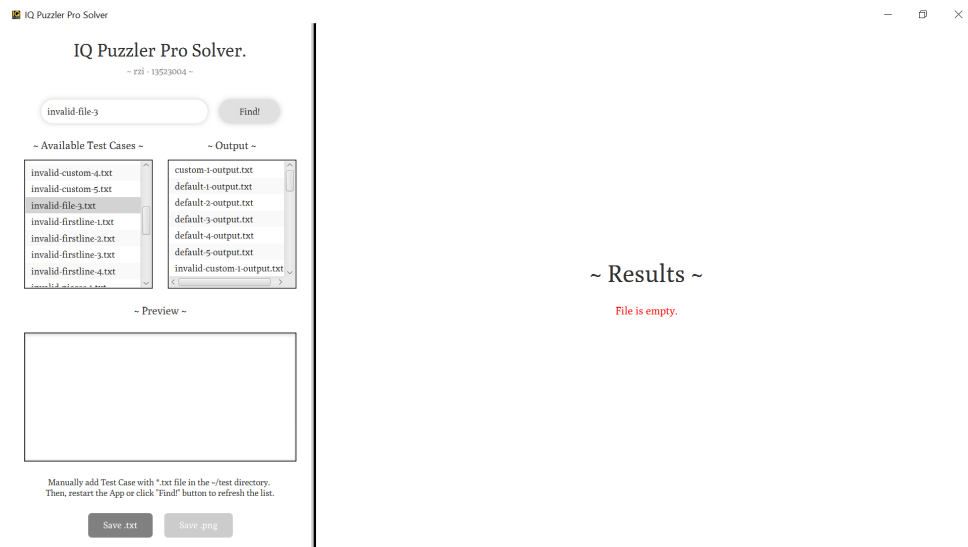 IQ Puzzler Pro Solver
IQ Puzzler Pro Solver.
~ rzi - 13523004 ~
invalid-file-3
Find!
~ Available Test Cases ~
invalid-custom-4.txt
invalid-custom-5.txt
invalid-file-3.txt
invalid-firstline-1.txt
invalid-firstline-2.txt
invalid-firstline-3.txt
invalid-firstline-4.txt
~ Output ~
custom-1-output.txt
default-1-output.txt
default-2-output.txt
default-3-output.txt
default-4-output.txt
default-5-output.txt
invalid-custom-1-output.txt
~ Preview ~
Manually add Test Case with *.txt file in the ~/test directory.
Then, restart the App or click "Find!" button to refresh the list.
Save .txt
Save .png
~ Results ~
File is empty.